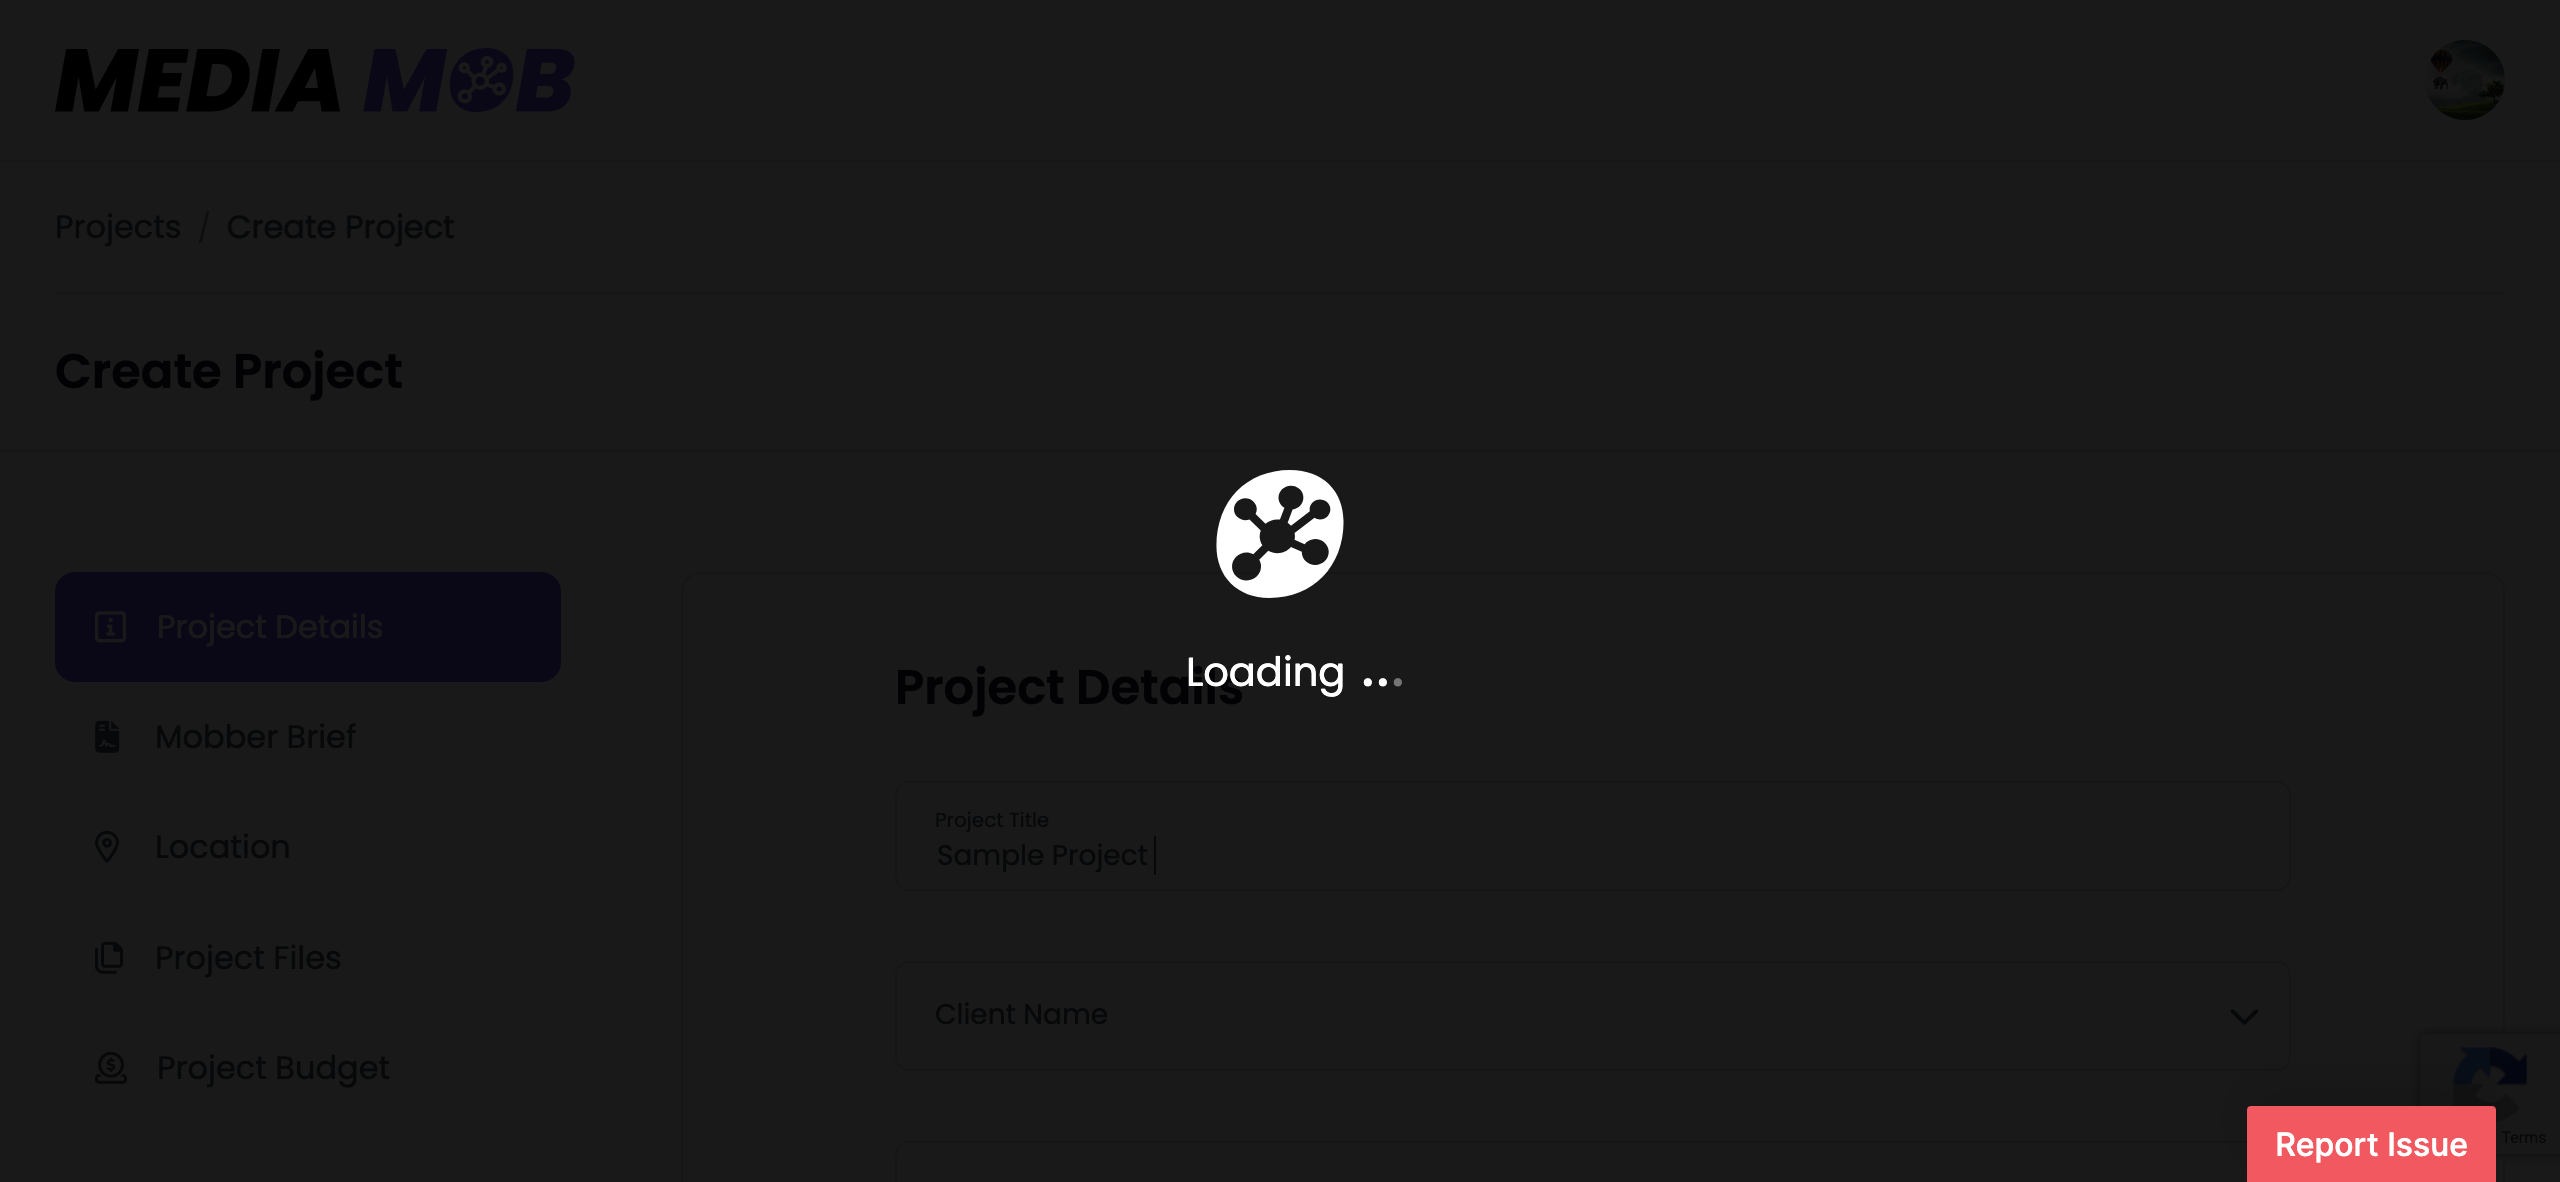 MEDIA MOB
Projects / Create Project
Create Project
Project Details
Mobber Brief
Location
Project Files
Project Budget
Loading ...
Project Details
Project Title
Sample Project
Client Name
Terms
Report Issue